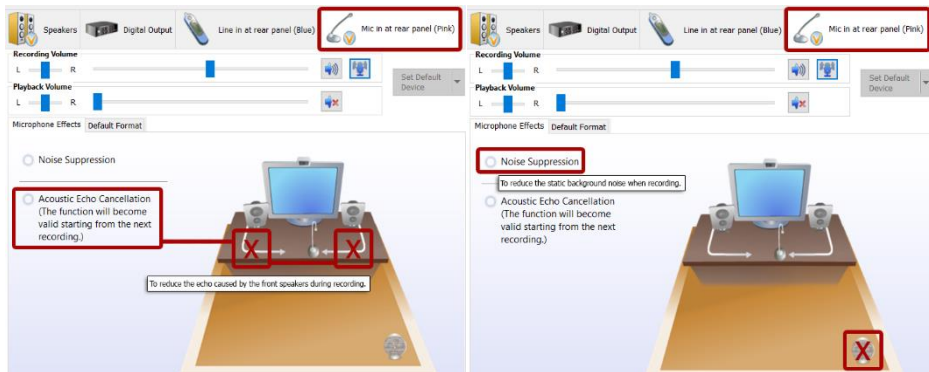 Speakers
Digital Output
Line in at rear panel (Blue)
Mic in at rear panel (Pink)
Recording Volume
L R
Playback Volume
L R
Set Default
Device
Microphone Effects
Default Format
Noise Suppression
Acoustic Echo Cancellation
(The function will become
valid starting from the next
recording.)
X X
To reduce the echo caused by the front speakers during recording.
Speakers
Digital Output
Line in at rear panel (Blue)
Mic in at rear panel (Pink)
Recording Volume
L R
Playback Volume
L R
Set Default
Device
Microphone Effects
Default Format
Noise Suppression
To reduce the static background noise when recording.
Acoustic Echo Cancellation
(The function will become
valid starting from the next
recording.)
X